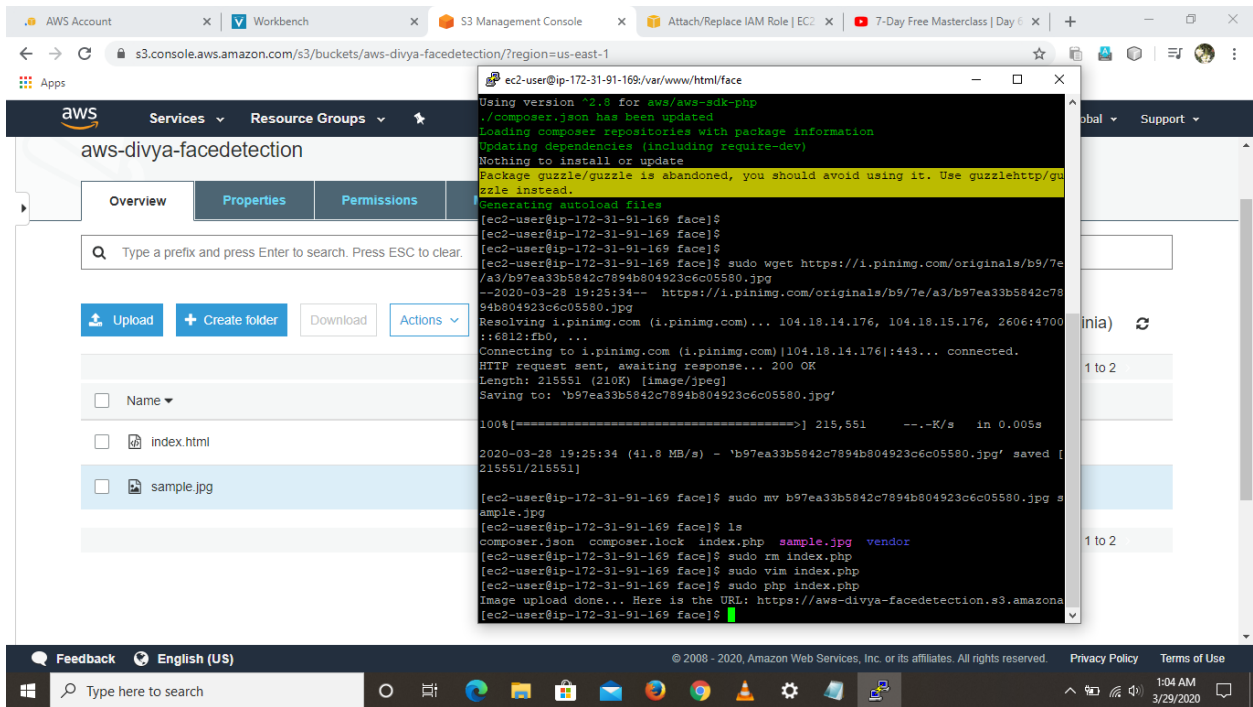 AWS Account
Workbench
S3 Management Console
Attach/Replace IAM Role | EC2
7-Day Free Masterclass | Day 6
s3.console.aws.amazon.com/s3/buckets/aws-divya-facedetection/?region=us-east-1
Apps
aws
Services
Resource Groups
Support
aws-divya-facedetection
Overview
Properties
Permissions
Type a prefix and press Enter to search. Press ESC to clear.
Upload
Create folder
Download
Actions
1 to 2
Name
index.html
sample.jpg
1 to 2
ec2-user@ip-172-31-91-169:/var/www/html/face
Using version ^2.8 for aws/aws-sdk-php
./composer.json has been updated
Loading composer repositories with package information
Updating dependencies (including require-dev)
Nothing to install or update
Package guzzle/guzzle is abandoned, you should avoid using it. Use guzzlehttp/gu
zzle instead.
Generating autoload files
[ec2-user@ip-172-31-91-169 face]$
[ec2-user@ip-172-31-91-169 face]$
[ec2-user@ip-172-31-91-169 face]$
[ec2-user@ip-172-31-91-169 face]$ sudo wget https://i.pinimg.com/originals/b9/7e
/a3/b97ea33b5842c7894b804923c6c05580.jpg
--2020-03-28 19:25:34-- https://i.pinimg.com/originals/b9/7e/a3/b97ea33b5842c78
94b804923c6c05580.jpg
Resolving i.pinimg.com (i.pinimg.com)... 104.18.14.176, 104.18.15.176, 2606:4700
::6812:fb0, ...
Connecting to i.pinimg.com (i.pinimg.com)|104.18.14.176|:443... connected.
HTTP request sent, awaiting response... 200 OK
Length: 215551 (210K) [image/jpeg]
Saving to: ‘b97ea33b5842c7894b804923c6c05580.jpg’
100%[======================================>] 215,551 --.-K/s in 0.005s
2020-03-28 19:25:34 (41.8 MB/s) - ‘b97ea33b5842c7894b804923c6c05580.jpg’ saved [
215551/215551]
[ec2-user@ip-172-31-91-169 face]$ sudo mv b97ea33b5842c7894b804923c6c05580.jpg s
ample.jpg
[ec2-user@ip-172-31-91-169 face]$ ls
composer.json composer.lock index.php sample.jpg vendor
[ec2-user@ip-172-31-91-169 face]$ sudo rm index.php
[ec2-user@ip-172-31-91-169 face]$ sudo vim index.php
[ec2-user@ip-172-31-91-169 face]$ sudo php index.php
Image upload done... Here is the URL: https://aws-divya-facedetection.s3.amazona
[ec2-user@ip-172-31-91-169 face]$
Feedback
English (US)
© 2008 - 2020, Amazon Web Services, Inc. or its affiliates. All rights reserved.
Privacy Policy
Terms of Use
Type here to search
1:04 AM
3/29/2020